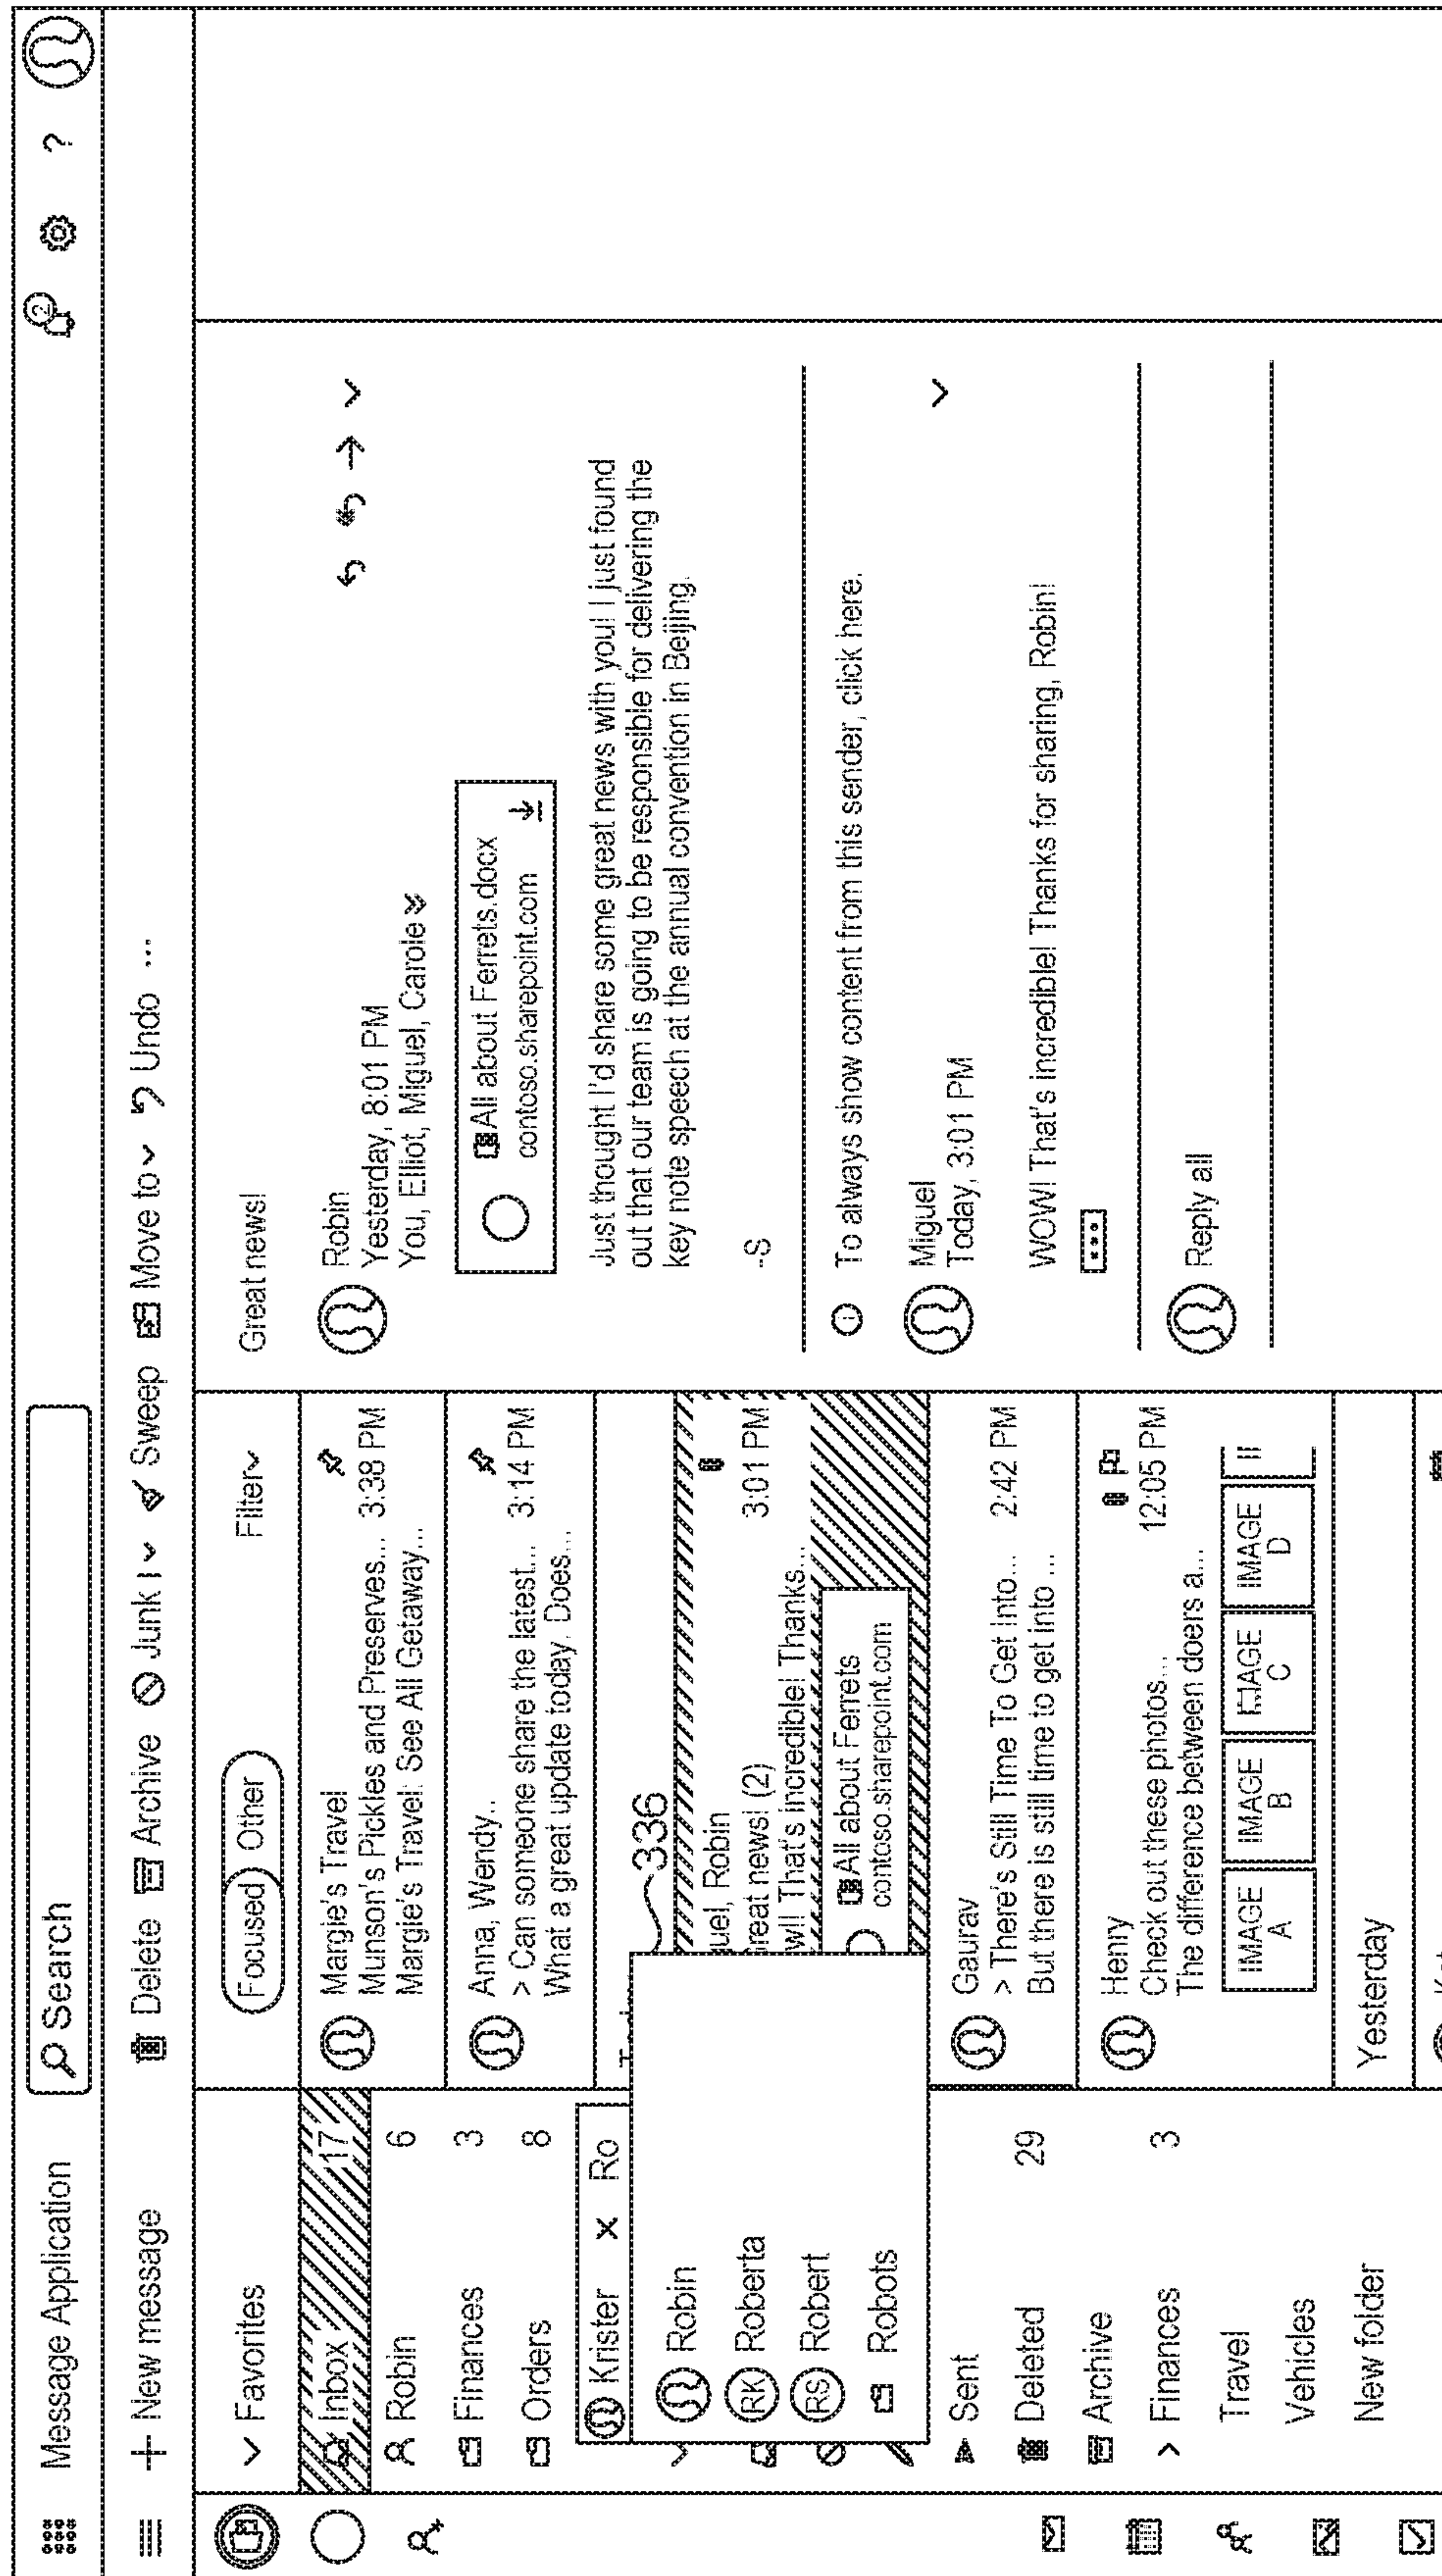 Message Application
Search
2
?
New message
Delete
Archive
Junk
Sweep
Move to
Undo ...
Favorites
Inbox 17
Robin 6
Finances 3
Orders 8
Krister × Ro
Robin
RK Roberta
RS Robert
Robots
Sent
Deleted 29
Archive
Finances 3
Travel
Vehicles
New folder
Focused Other
Filter
Margie's Travel
Munson's Pickles and Preserves... 3:38 PM
Margie's Travel: See All Getaway...
Anna, Wendy..
> Can someone share the latest... 3:14 PM
What a great update today. Does...
336
guel, Robin
Great news! (2) 3:01 PM
w!! That's incredible! Thanks...
All about Ferrets
contoso.sharepoint.com
Gaurav
> There's Still Time To Get Into... 2:42 PM
But there is still time to get into ...
Henry
Check out these photos... 12:05 PM
The difference between doers a...
IMAGE A
IMAGE B
IMAGE C
IMAGE D
Yesterday
Great news!
Robin
Yesterday, 8:01 PM
You, Elliot, Miguel, Carole
All about Ferrets.docx
contoso.sharepoint.com
Just thought I'd share some great news with you! I just found
out that our team is going to be responsible for delivering the
key note speech at the annual convention in Beijing.
-S
To always show content from this sender, click here.
Miguel
Today, 3:01 PM
WOW! That's incredible! Thanks for sharing, Robin!
Reply all